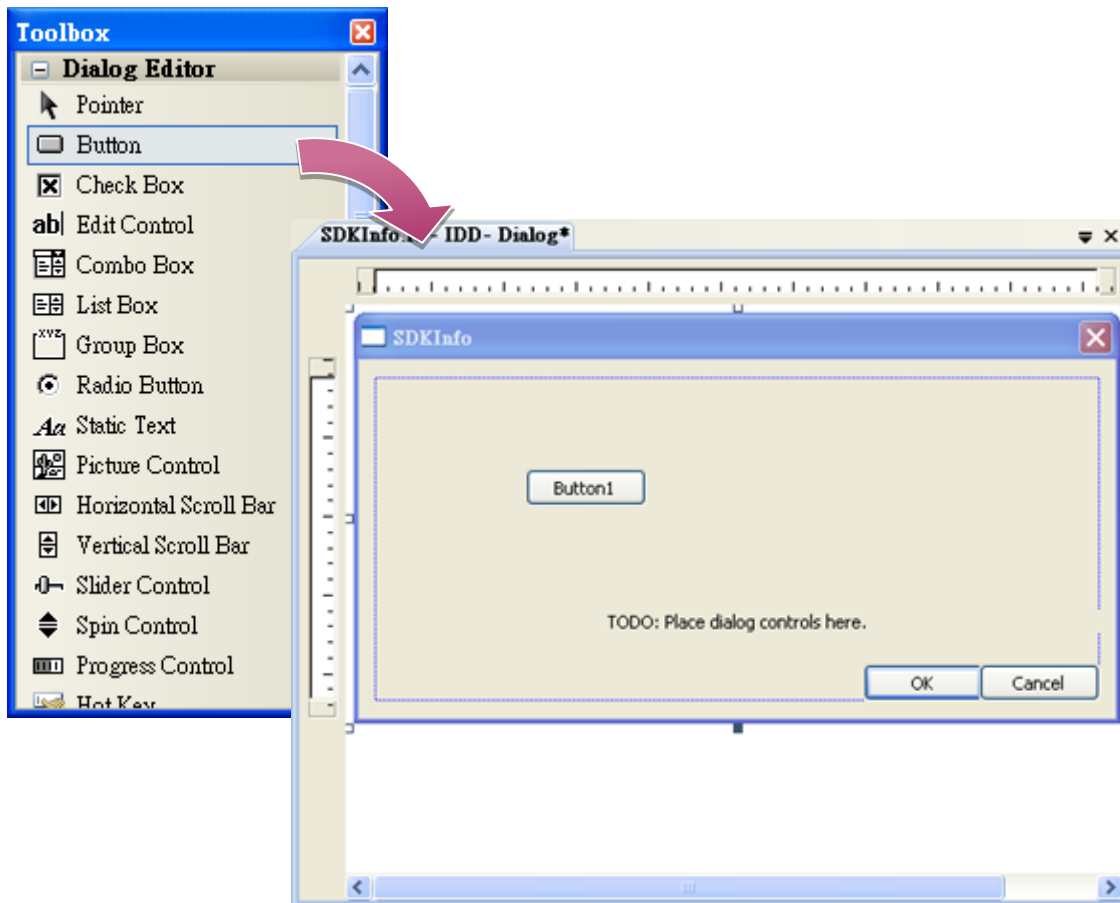 Toolbox
Dialog Editor
Pointer
Button
Check Box
Edit Control
Combo Box
List Box
Group Box
Radio Button
Static Text
Picture Control
Horizontal Scroll Bar
Vertical Scroll Bar
Slider Control
Spin Control
Progress Control
Hot Key
SDKInfo - IDD - Dialog*
SDKInfo
Button1
TODO: Place dialog controls here.
OK
Cancel